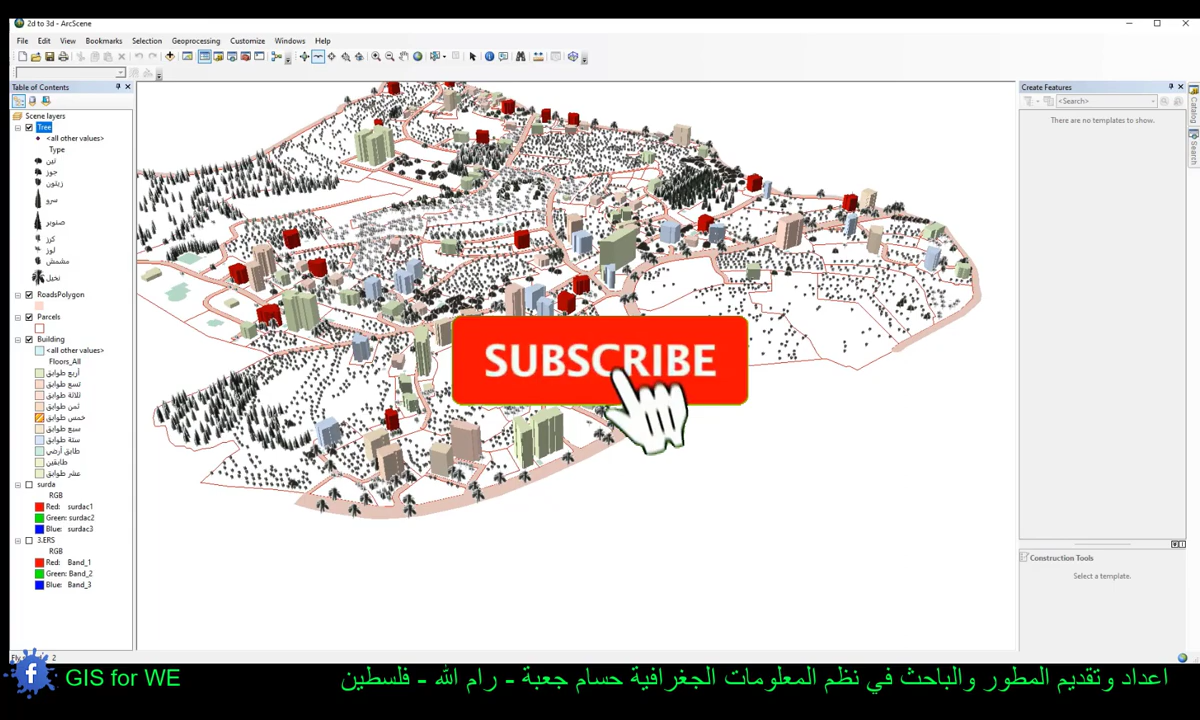 2d to 3d - ArcScene
File Edit View Bookmarks Selection Geoprocessing Customize Windows Help
Table of Contents
Scene layers
Tree
<all other values>
Type
تين
جوز
زيتون
سرو
صنوبر
كرز
لوز
مشمش
نخيل
RoadsPolygon
Parcels
Building
<all other values>
Floors_All
أربع طوابق
تسع طوابق
ثلاثة طوابق
ثمن طوابق
خمس طوابق
سبع طوابق
ستة طوابق
طابق أرضي
طابقين
عشر طوابق
surda
RGB
Red: surdac1
Green: surdac2
Blue: surdac3
3.ERS
RGB
Red: Band_1
Green: Band_2
Blue: Band_3
SUBSCRIBE
Create Features
<Search>
There are no templates to show.
Catalog
Search
Construction Tools
Select a template.
f GIS for WE
اعداد وتقديم المطور والباحث في نظم المعلومات الجغرافية حسام جعبة - رام الله - فلسطين